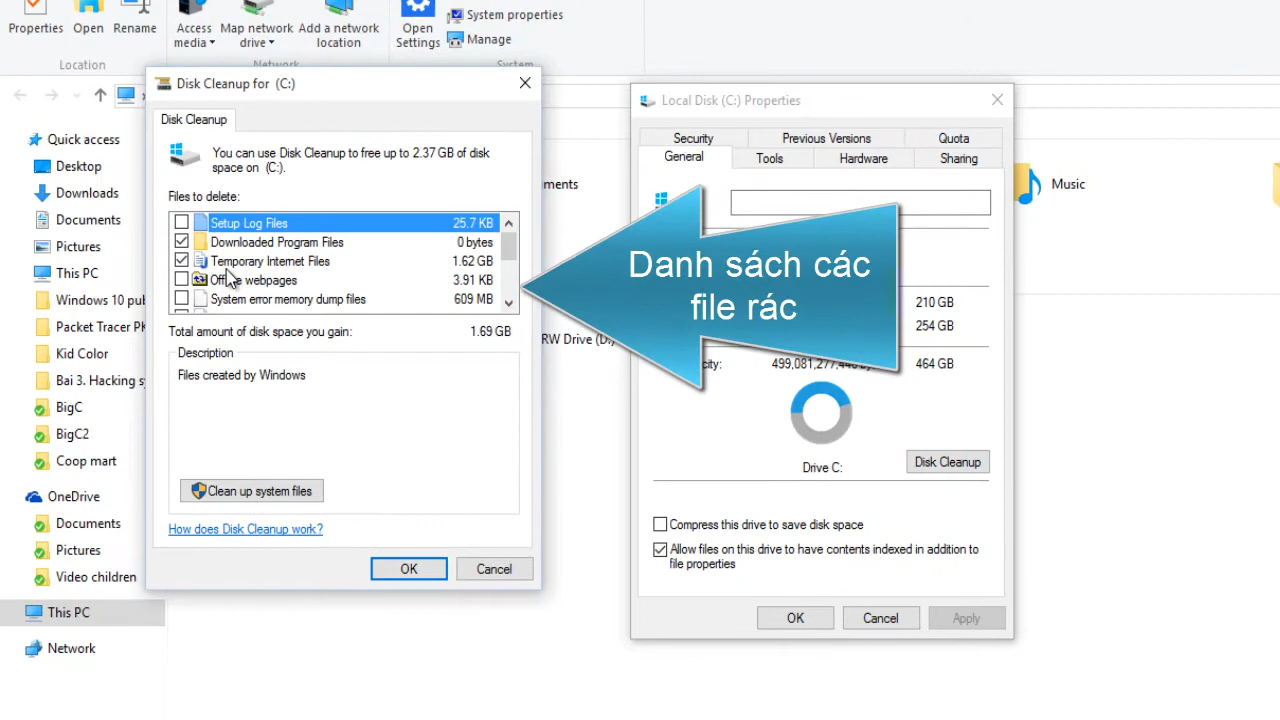 Properties
Open
Rename
Access media
Map network drive
Add a network location
Open Settings
System properties
Manage
Location
Network
System
Quick access
Desktop
Downloads
Documents
Pictures
This PC
Windows 10 pu
Packet Tracer PK
Kid Color
Bai 3. Hacking sy
BigC
BigC2
Coop mart
OneDrive
Documents
Pictures
Video children
This PC
Network
Disk Cleanup for (C:)
Disk Cleanup
You can use Disk Cleanup to free up to 2.37 GB of disk
space on (C:).
Files to delete:
Setup Log Files 25.7 KB
Downloaded Program Files 0 bytes
Temporary Internet Files 1.62 GB
webpages 3.91 KB
System error memory dump files 609 MB
Total amount of disk space you gain: 1.69 GB
Description
Files created by Windows
Clean up system files
How does Disk Cleanup work?
OK
Cancel
uments
RW Drive (D:)
Music
Danh sách các
file rác
Local Disk (C:) Properties
Security
Previous Versions
Quota
General
Tools
Hardware
Sharing
210 GB
254 GB
464 GB
Drive C:
Disk Cleanup
Compress this drive to save disk space
Allow files on this drive to have contents indexed in addition to
file properties
OK
Cancel
Apply